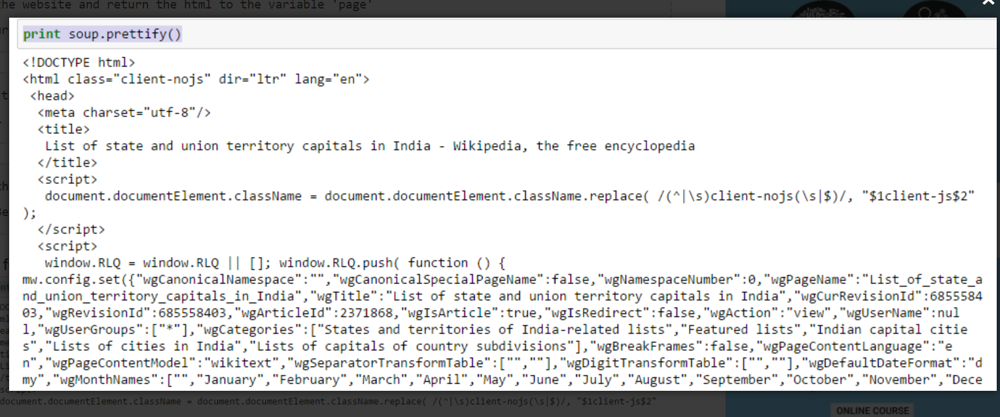 the website and return the html to the variable 'page'
print soup.prettify()
<!DOCTYPE html>
<html class="client-nojs" dir="ltr" lang="en">
<head>
<meta charset="utf-8"/>
<title>
List of state and union territory capitals in India - Wikipedia, the free encyclopedia
</title>
<script>
document.documentElement.className = document.documentElement.className.replace( /(^|\s)client-nojs(\s|$)/, "$1client-js$2"
);
</script>
<script>
window.RLQ = window.RLQ || []; window.RLQ.push( function () {
mw.config.set({"wgCanonicalNamespace":"","wgCanonicalSpecialPageName":false,"wgNamespaceNumber":0,"wgPageName":"List_of_state_a
nd_union_territory_capitals_in_India","wgTitle":"List of state and union territory capitals in India","wgCurRevisionId":6855584
03,"wgRevisionId":685558403,"wgArticleId":2371868,"wgIsArticle":true,"wgIsRedirect":false,"wgAction":"view","wgUserName":nul
l,"wgUserGroups":["*"],"wgCategories":["States and territories of India-related lists","Featured lists","Indian capital citie
s","Lists of cities in India","Lists of capitals of country subdivisions"],"wgBreakFrames":false,"wgPageContentLanguage":"e
n","wgPageContentModel":"wikitext","wgSeparatorTransformTable":["",""],"wgDigitTransformTable":["",""],"wgDefaultDateFormat":"d
my","wgMonthNames":["","January","February","March","April","May","June","July","August","September","October","November","Dece
document.documentElement.className = document.documentElement.className.replace( /(^|\s)client-nojs(\s|$)/, "$1client-js$2"
ONLINE COURSE